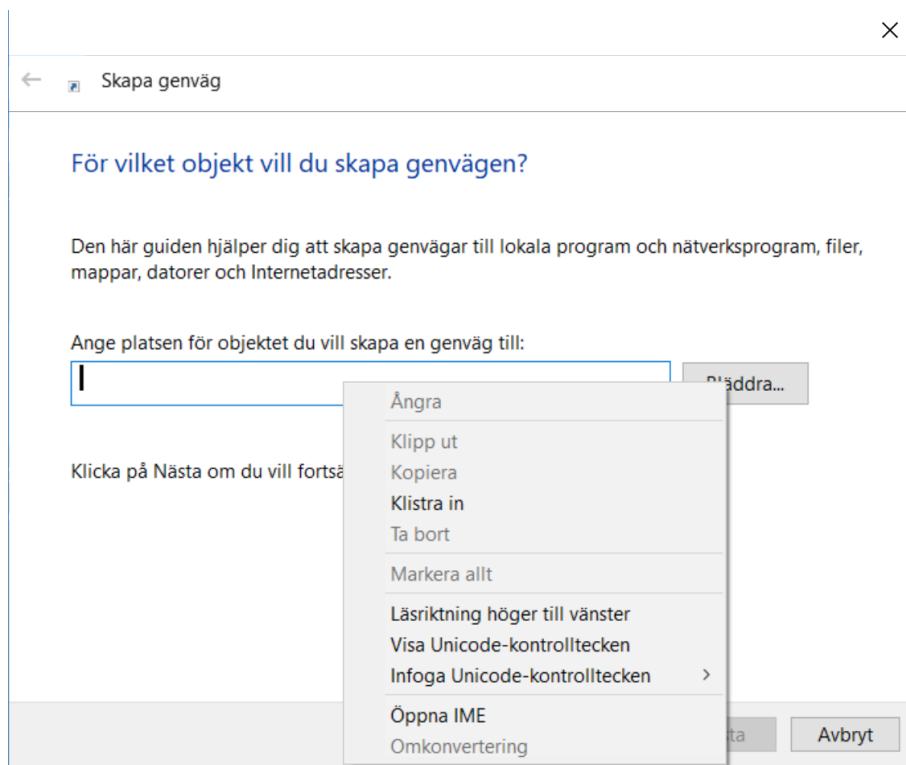 Skapa genväg
För vilket objekt vill du skapa genvägen?
Den här guiden hjälper dig att skapa genvägar till lokala program och nätverksprogram, filer,
mappar, datorer och Internetadresser.
Ange platsen för objektet du vill skapa en genväg till:
Bläddra...
Klicka på Nästa om du vill
Ångra
Klipp ut
Kopiera
Klistra in
Ta bort
Markera allt
Läsriktning höger till vänster
Visa Unicode-kontrolltecken
Infoga Unicode-kontrolltecken
Öppna IME
Omkonvertering
Avbryt